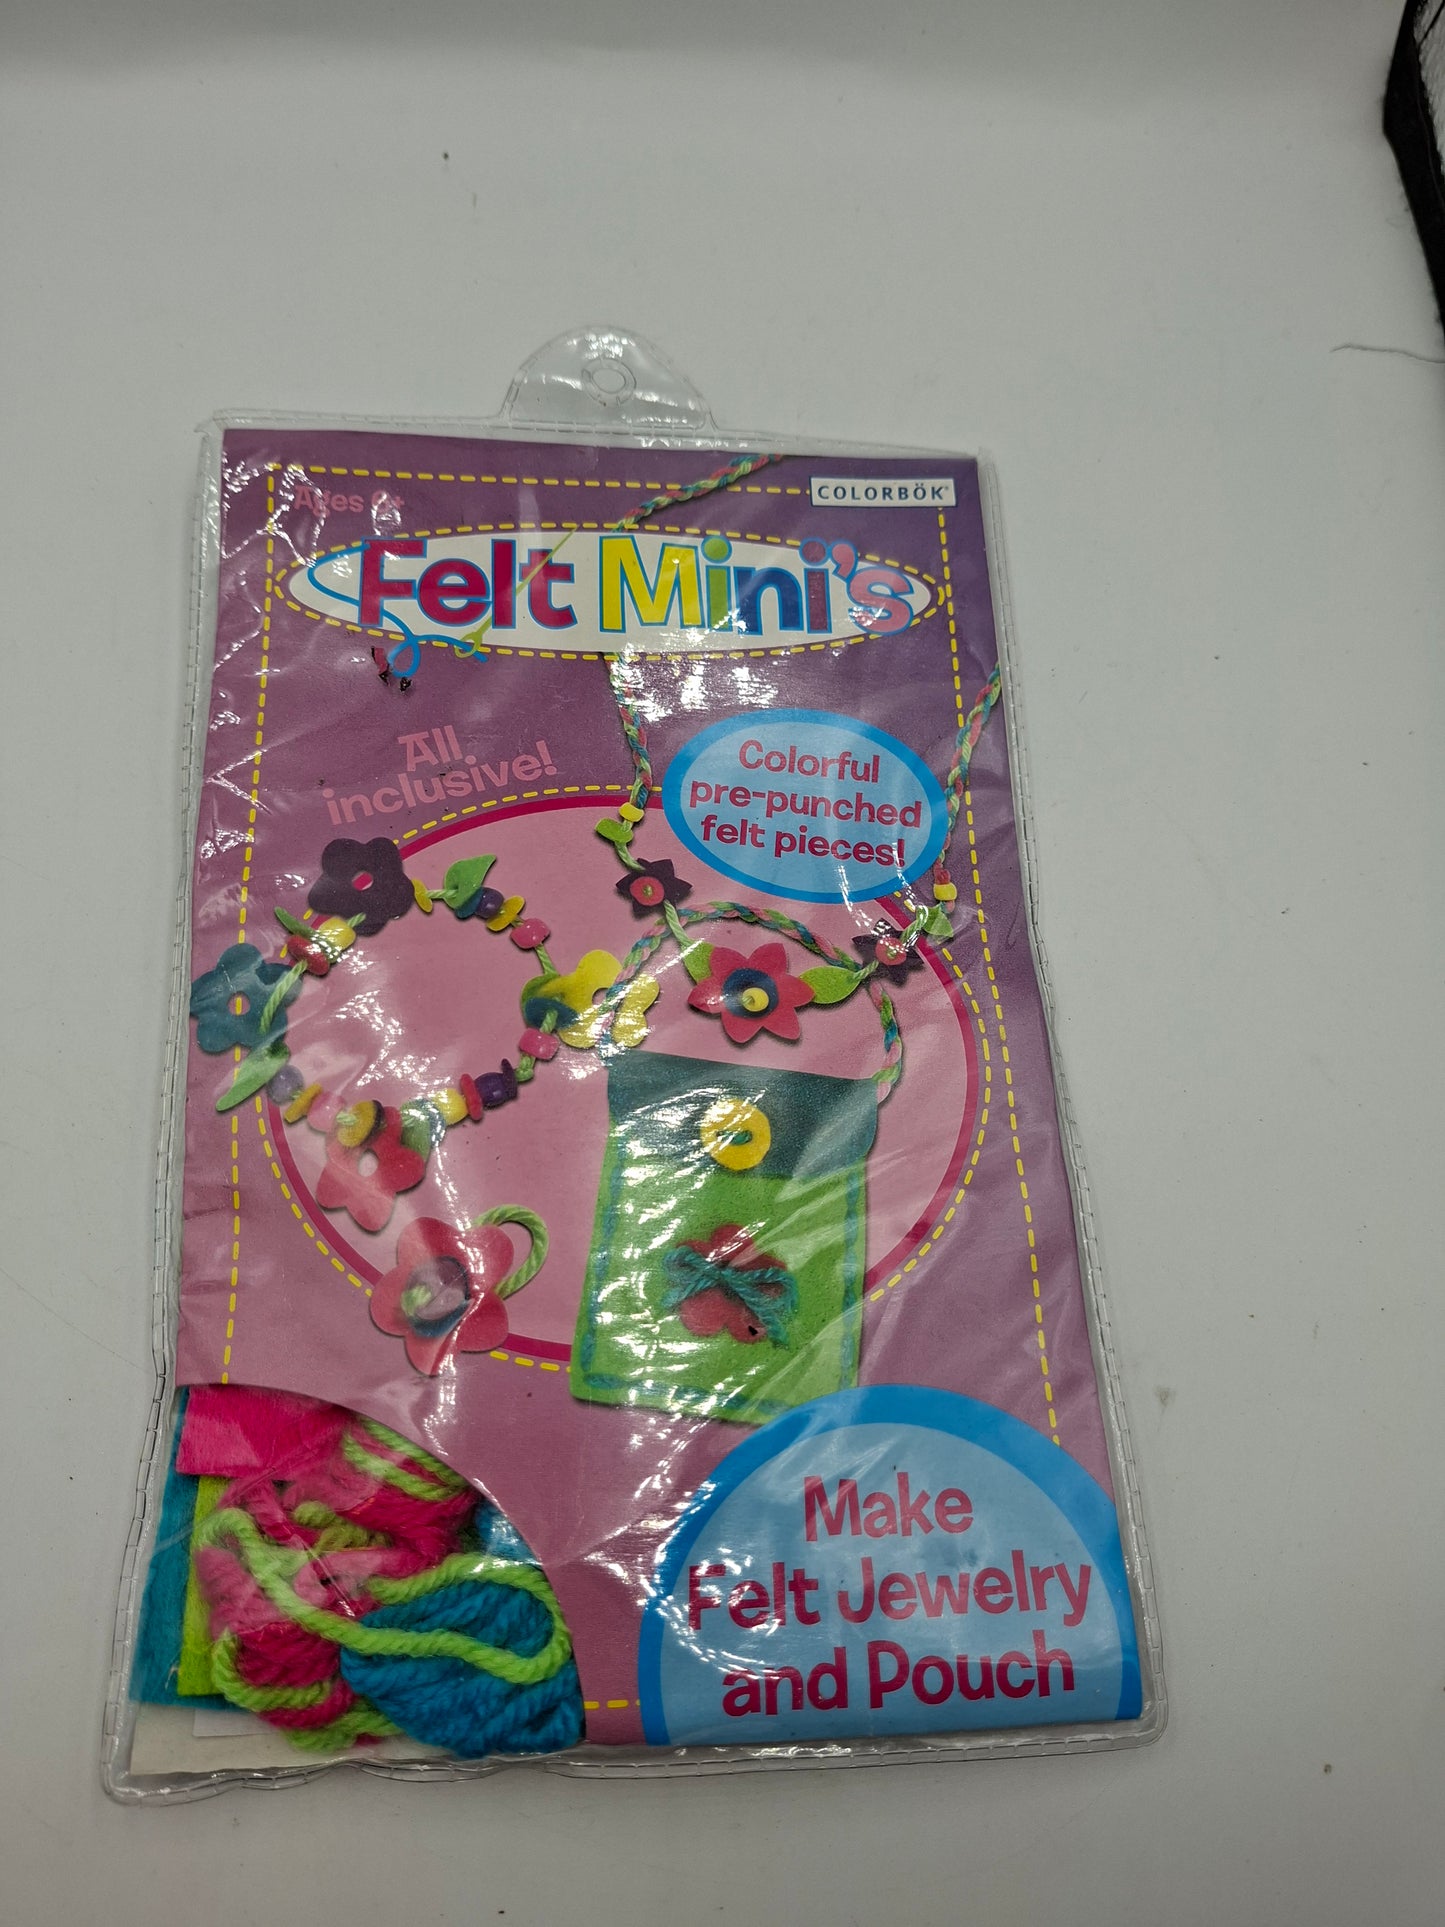 COLORBÖK
Ages 6+
Felt Mini's
All
inclusive!
Colorful
pre-punched
felt pieces!
Make
Felt Jewelry
and Pouch